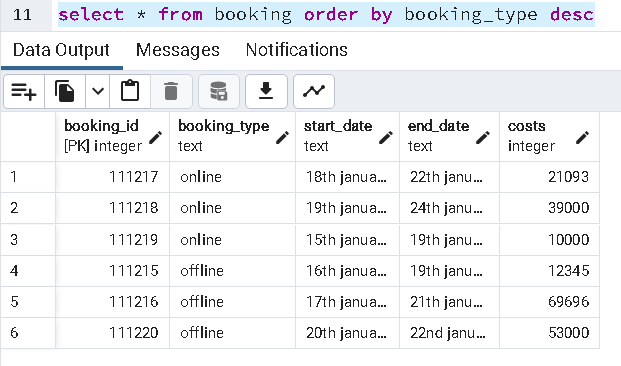 11 select * from booking order by booking_type desc
Data Output Messages Notifications
booking_id booking_type start_date end_date costs
[PK] integer text text text integer
1 111217 online 18th janua... 22th janu... 21093
2 111218 online 19th janua... 24th janu... 39000
3 111219 online 15th janua... 19th janu... 10000
4 111215 offline 16th janua... 19th janu... 12345
5 111216 offline 17th janua... 21th janu... 69696
6 111220 offline 20th janua... 22nd janu... 53000